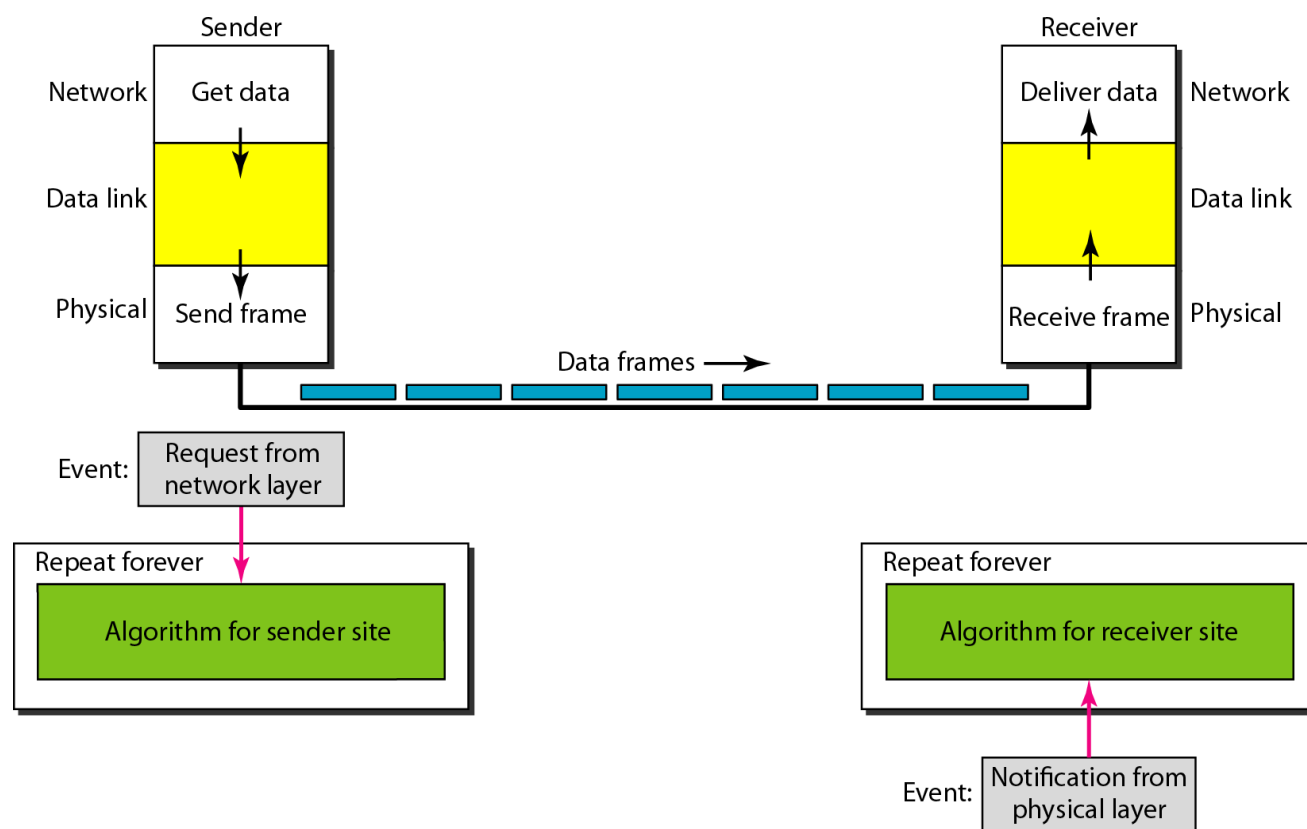 Sender
Receiver
Network
Get data
Deliver data
Network
Data link
Data link
Physical
Send frame
Receive frame
Physical
Data frames
Event:
Request from
network layer
Repeat forever
Algorithm for sender site
Repeat forever
Algorithm for receiver site
Event:
Notification from
physical layer